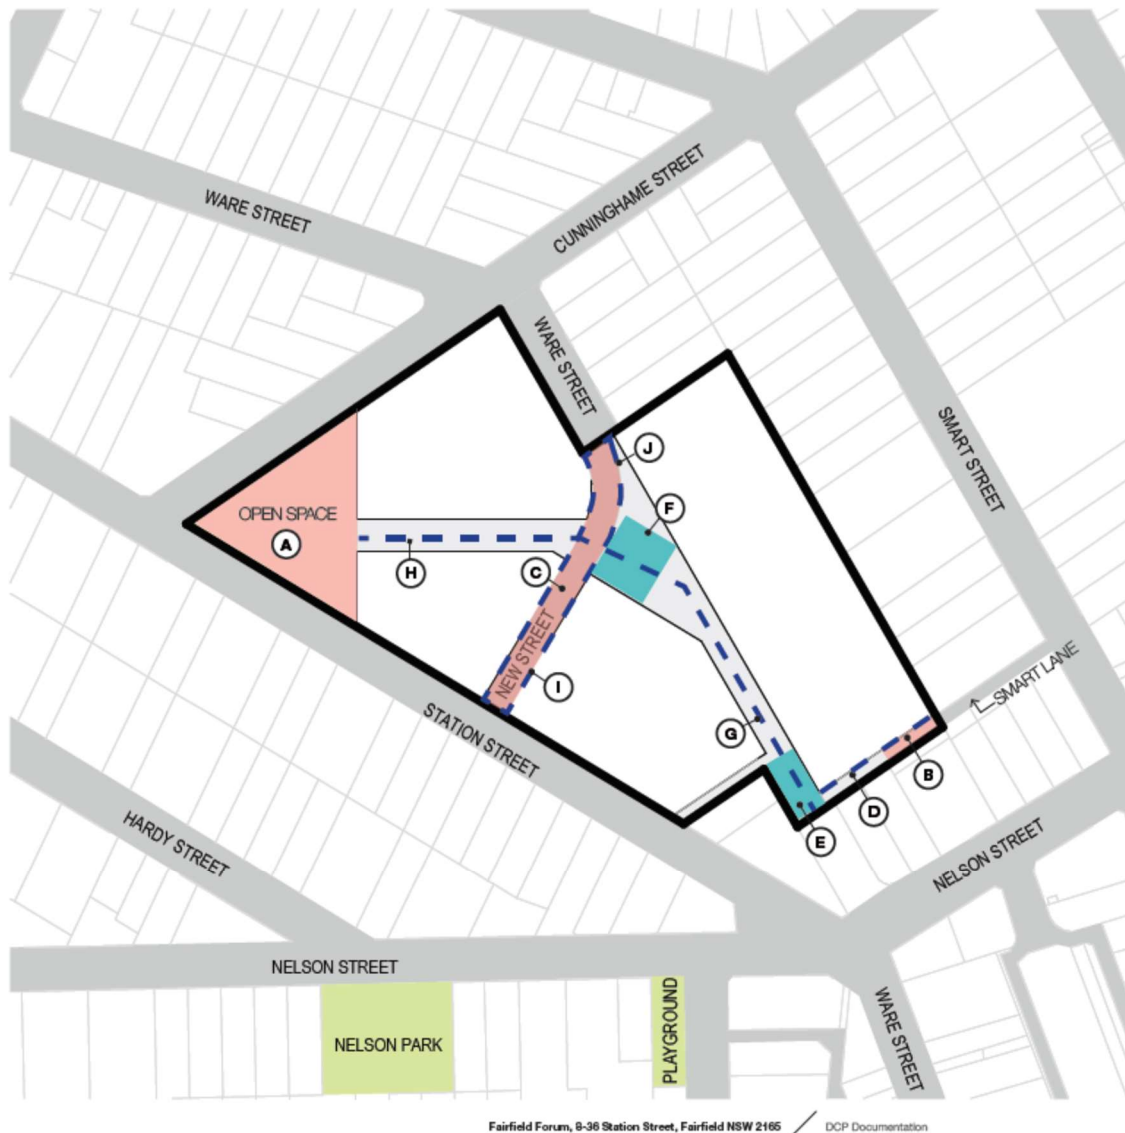 WARE STREET
CUNNINGHAME STREET
WARE STREET
SMART STREET
J
F
OPEN SPACE
A
H
C
NEW STREET
I
SMART LANE
STATION STREET
G
B
D
E
HARDY STREET
NELSON STREET
NELSON STREET
PLAYGROUND
WARE STREET
NELSON PARK
Fairfield Forum, 8-36 Station Street, Fairfield NSW 2165 / DCP Documentation